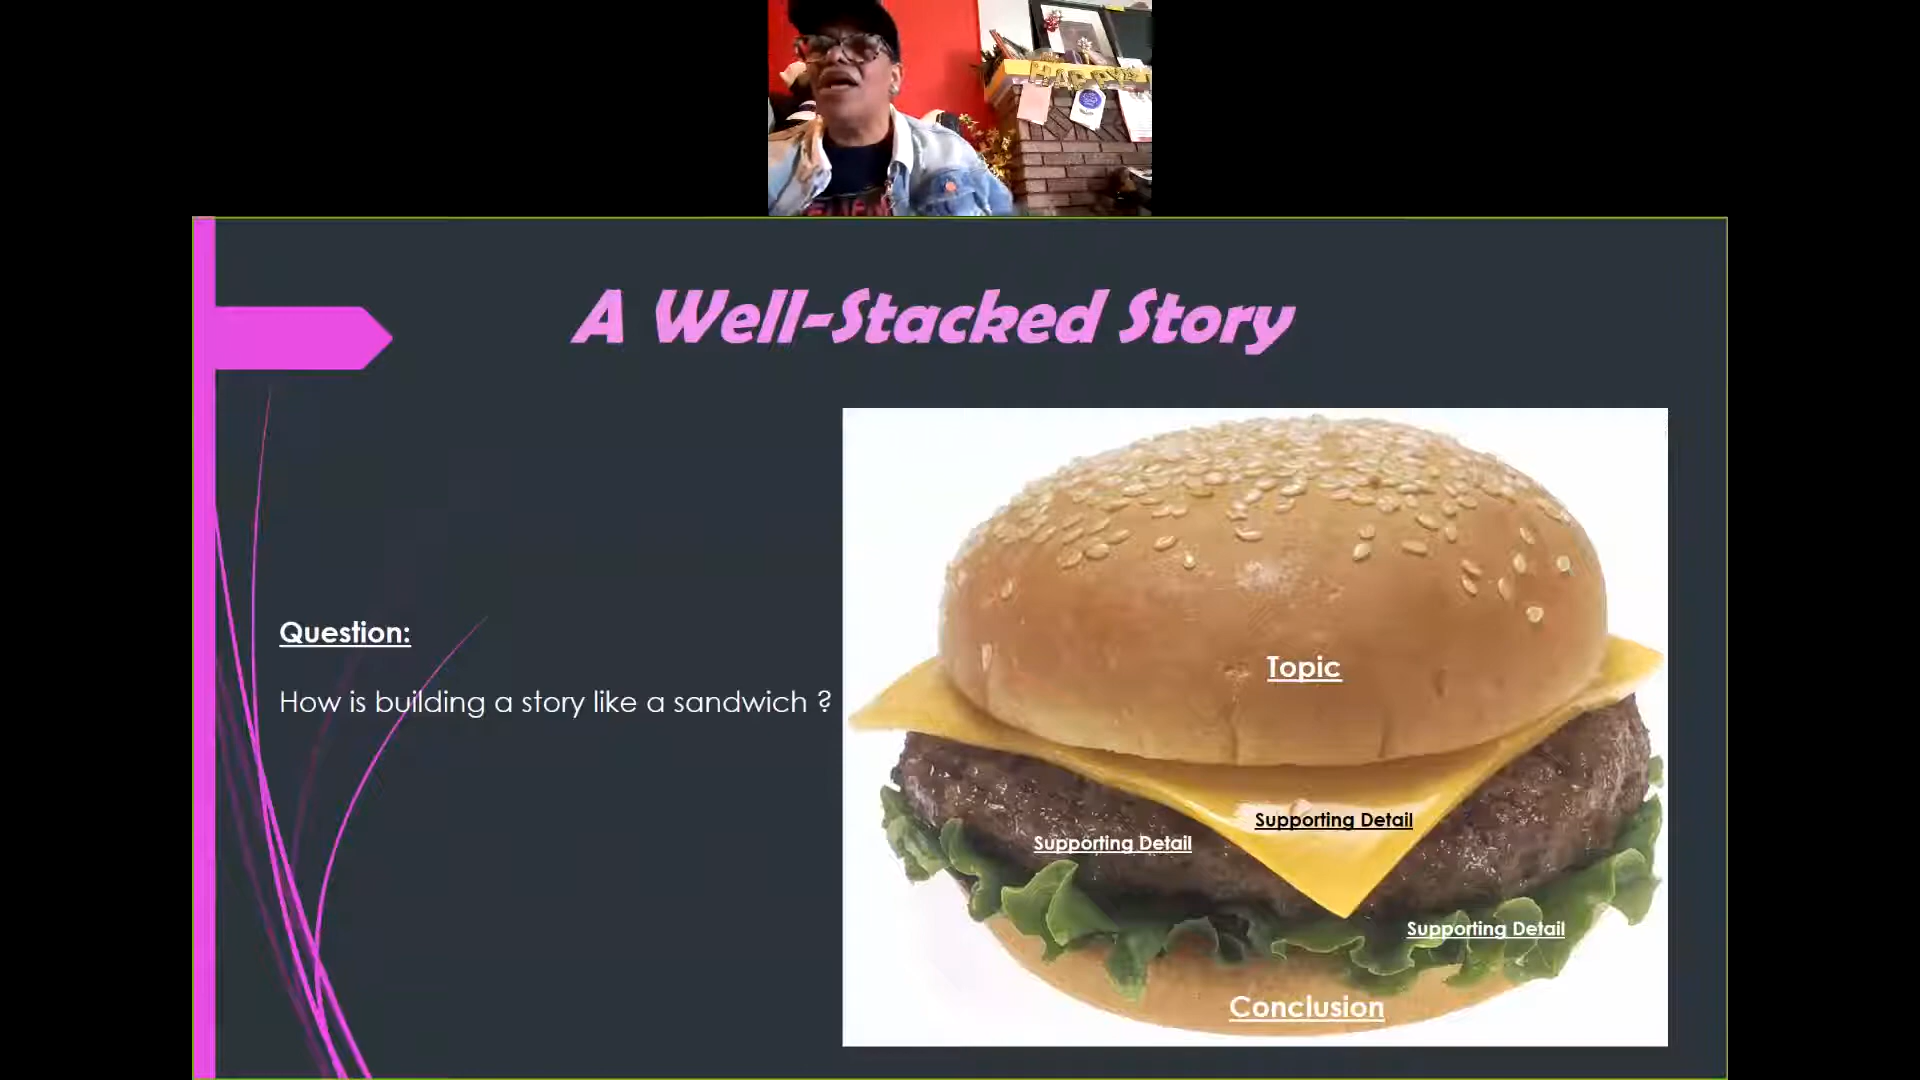 A Well-Stacked Story
Question:
How is building a story like a sandwich ?
Topic
Supporting Detail
Supporting Detail
Supporting Detail
Conclusion